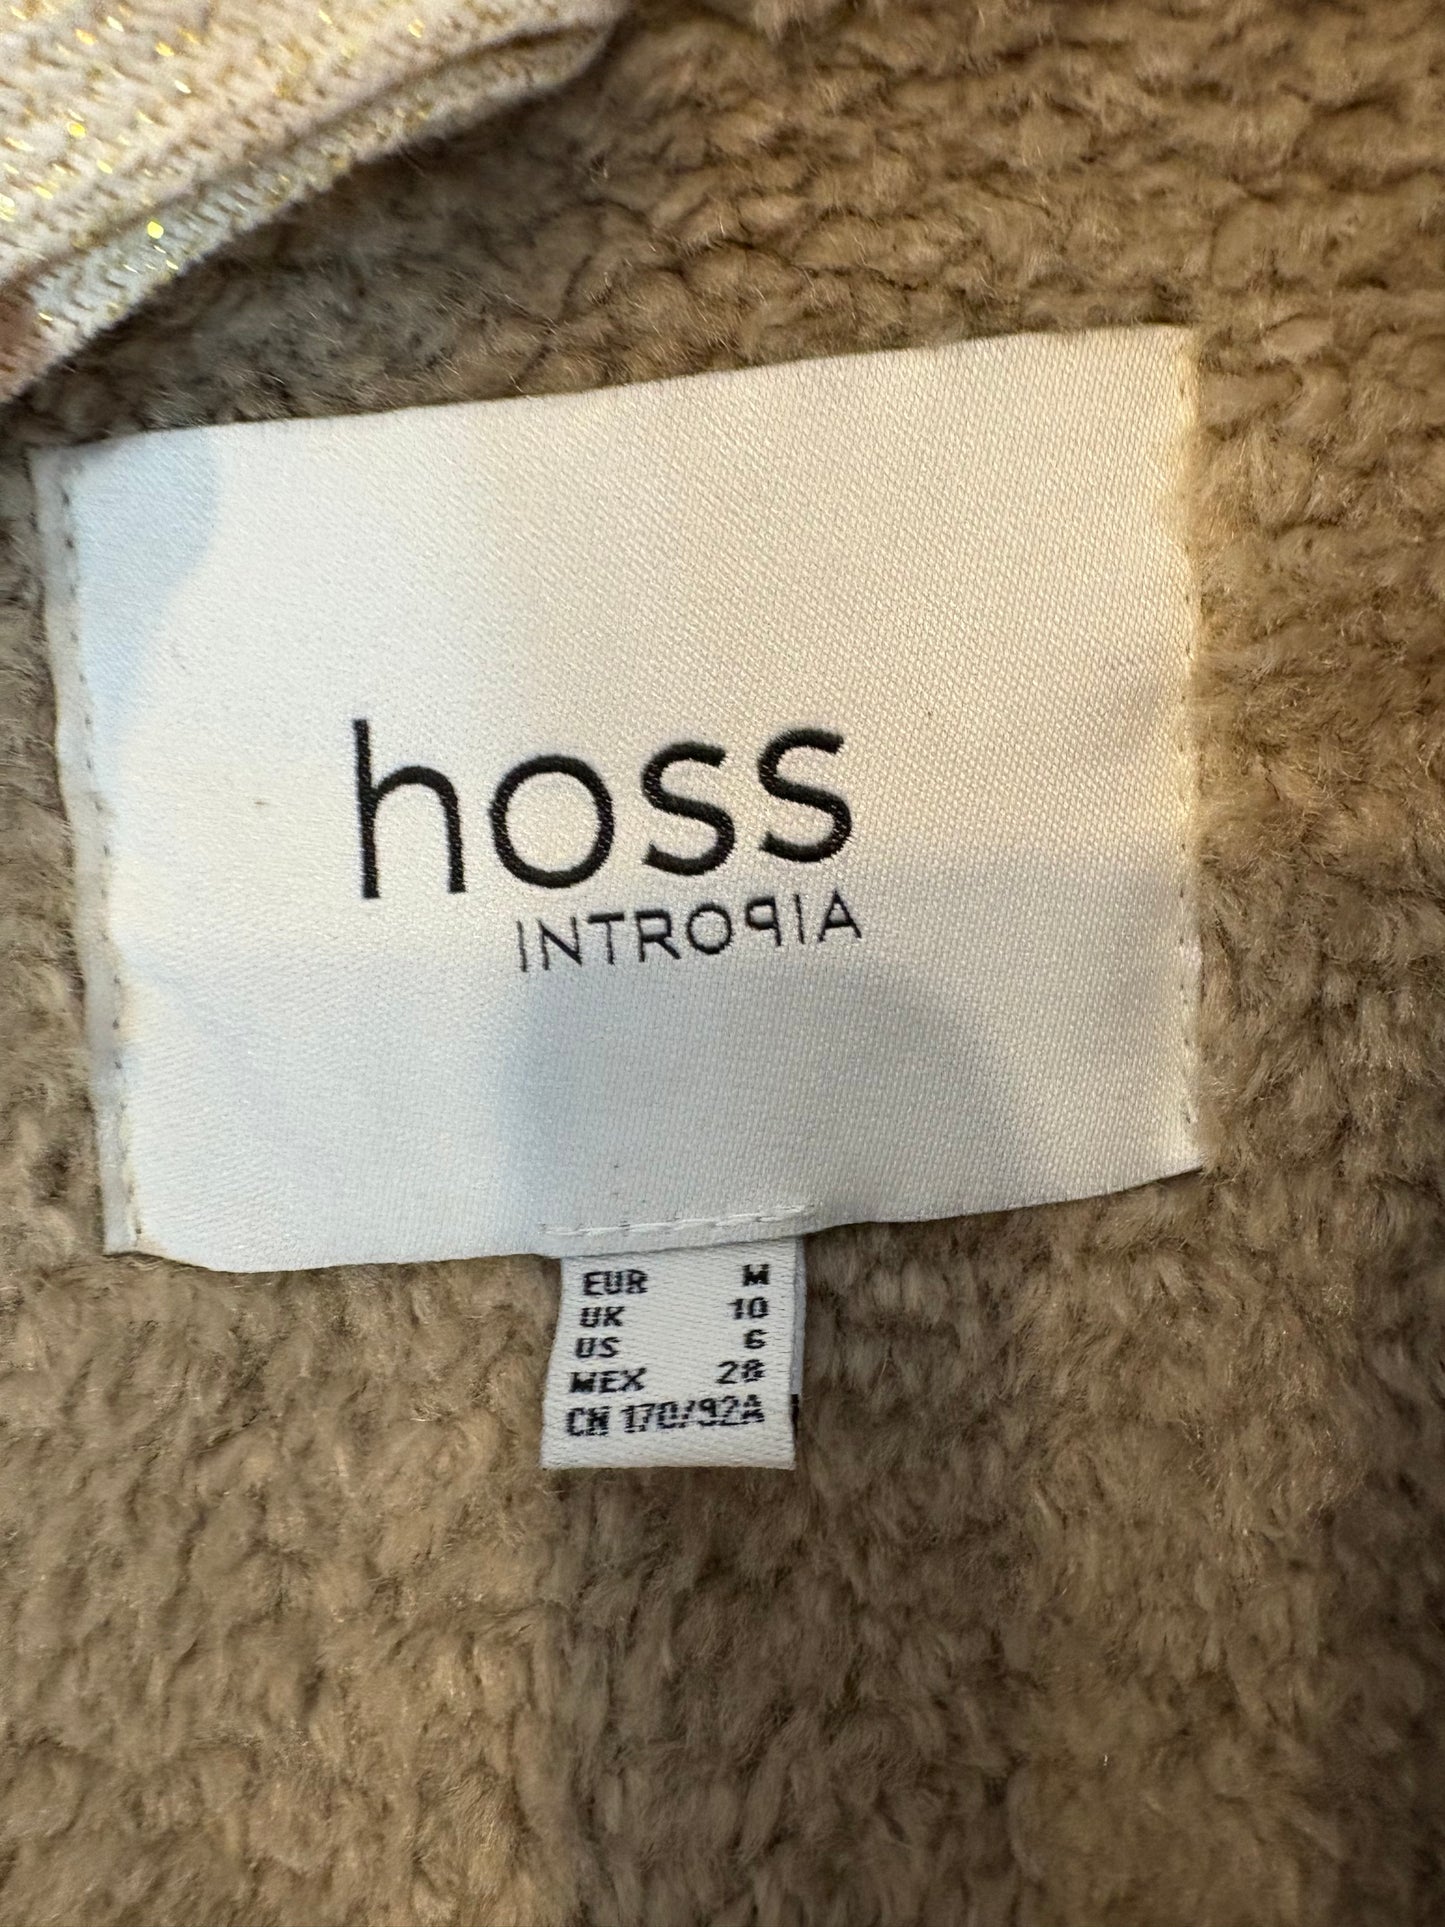 hoss
INTROPIA
EUR M
UK 10
US 6
MEX 28
CN 170/92A